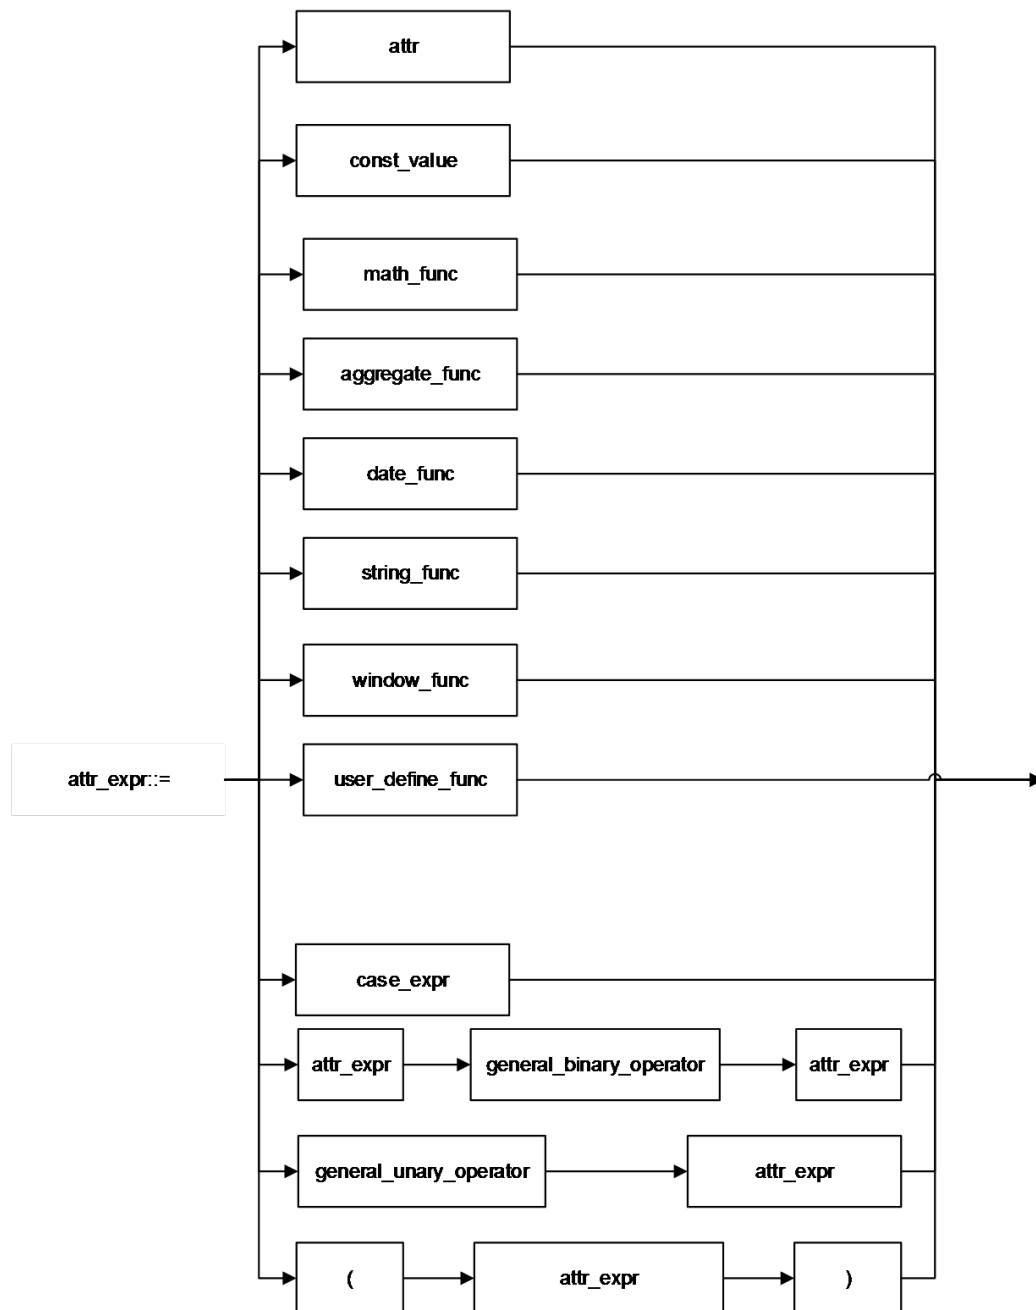 attr
const_value
math_func
aggregate_func
date_func
string_func
window_func
attr_expr::= user_define_func
case_expr
attr_expr general_binary_operator attr_expr
general_unary_operator attr_expr
( attr_expr )